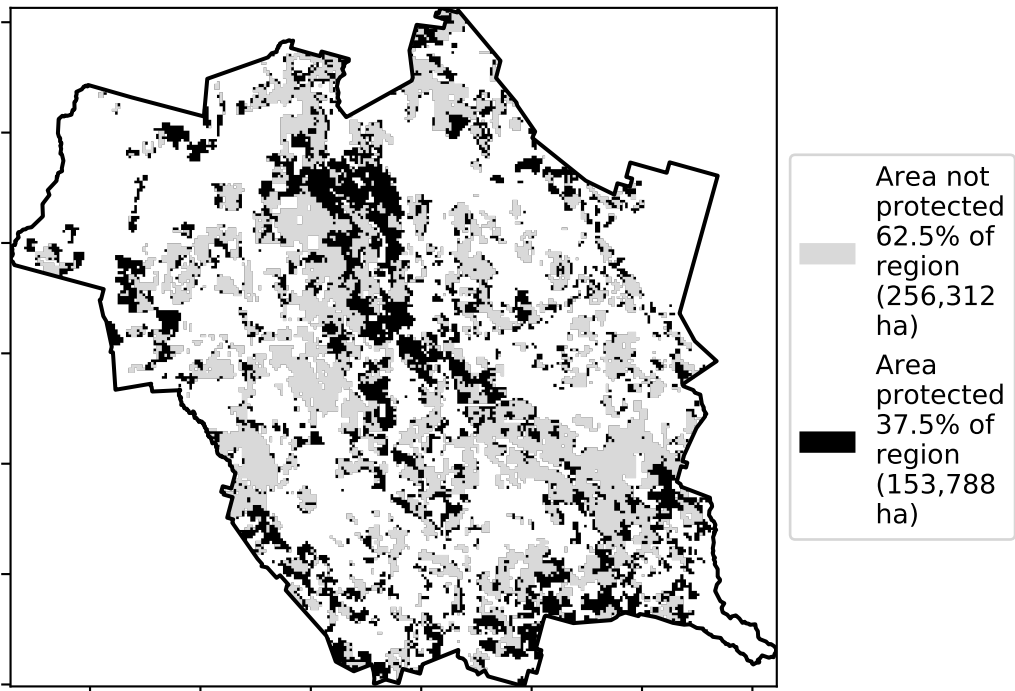 Area not
protected
62.5% of
region
(256,312
ha)
Area
protected
37.5% of
region
(153,788
ha)